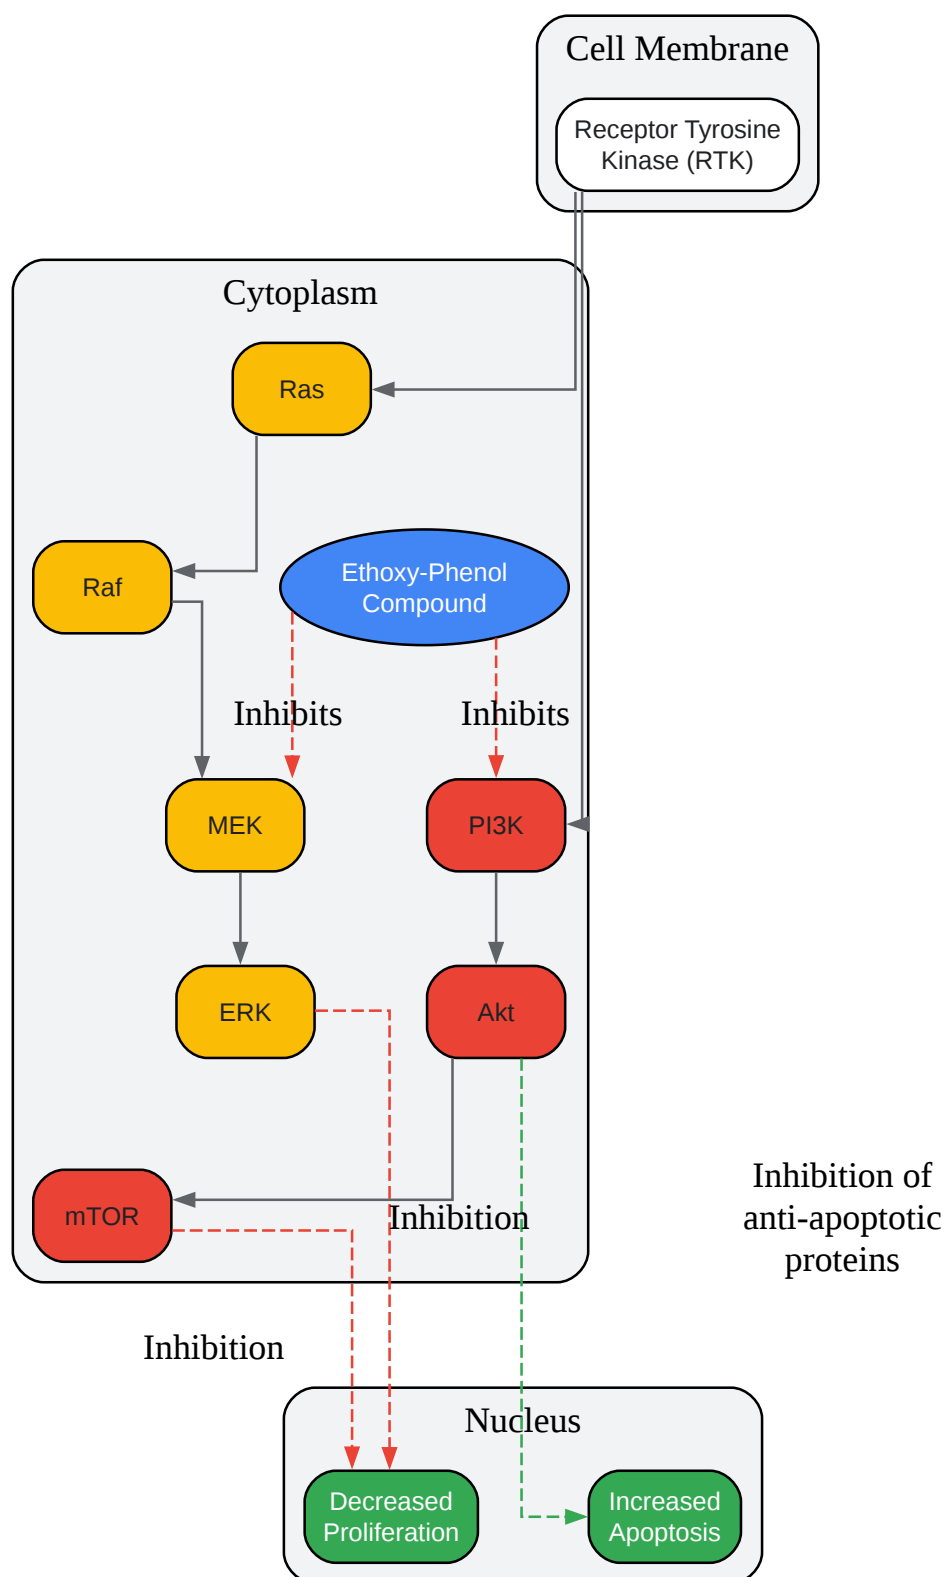 Cell Membrane
Receptor Tyrosine
Kinase (RTK)
Cytoplasm
Ras
Raf
Ethoxy-Phenol
Compound
Inhibits
Inhibits
MEK
PI3K
ERK
Akt
mTOR
Inhibition
Inhibition of
anti-apoptotic
proteins
Inhibition
Nucleus
Decreased
Proliferation
Increased
Apoptosis